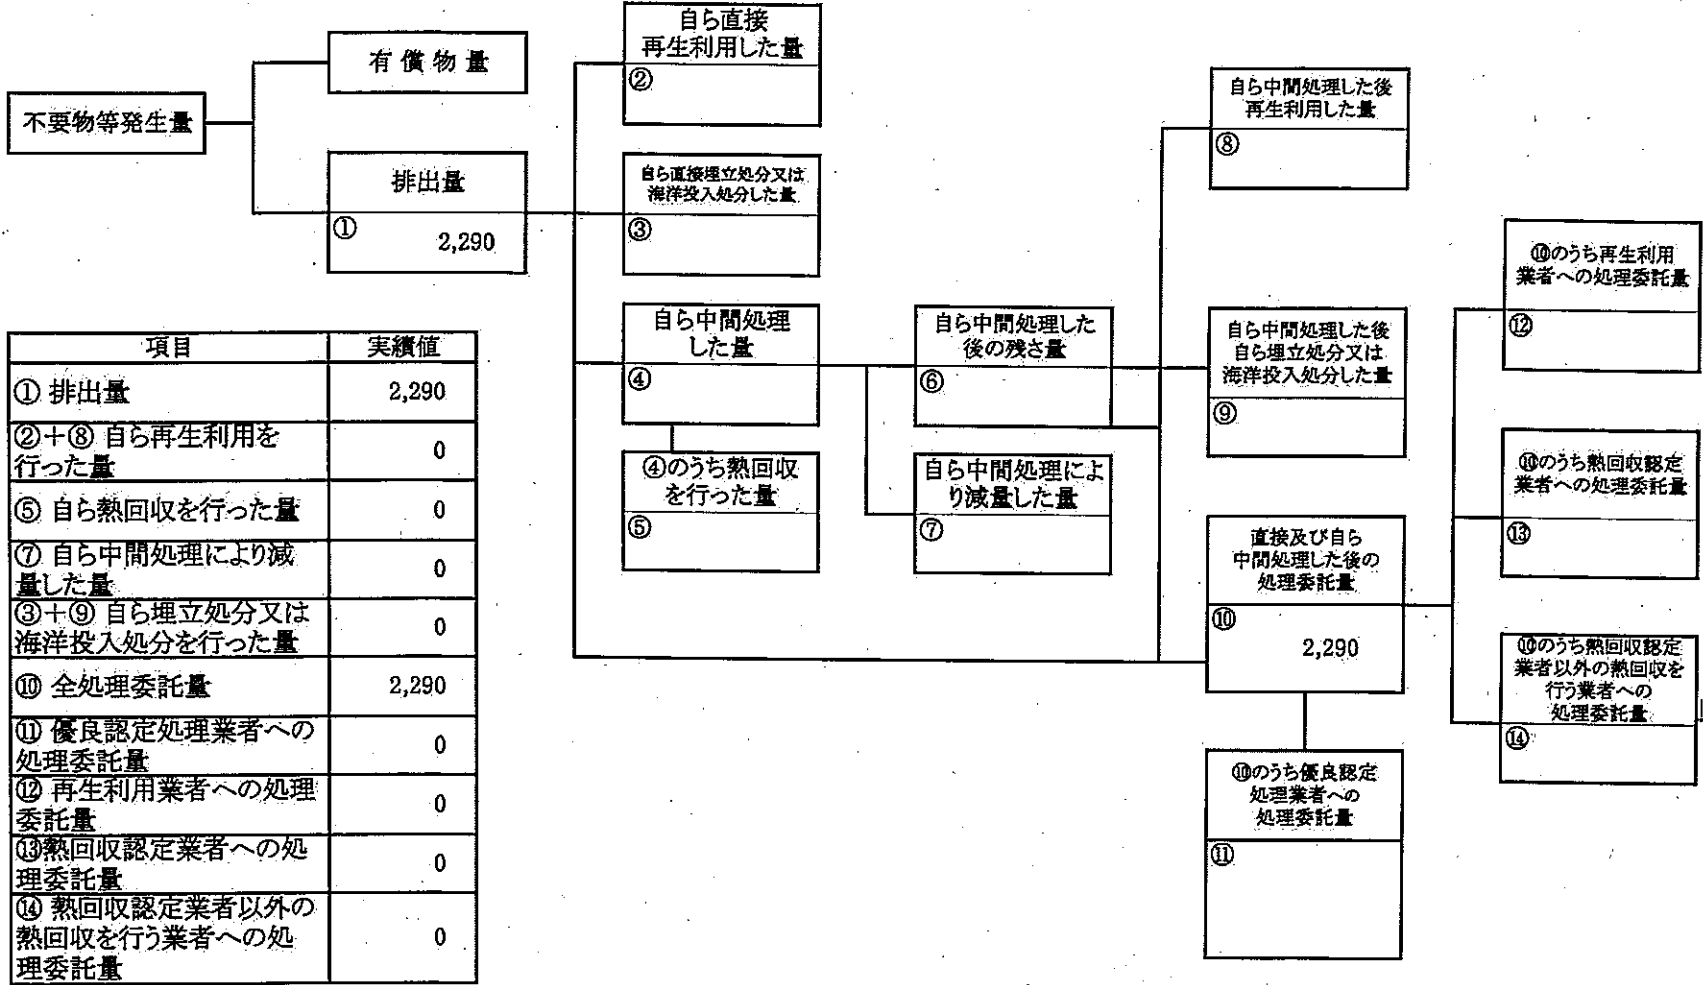 不要物等発生量
有償物量
排出量
①
2,290
自ら直接
再生利用した量
②
自ら直接埋立処分又は
海洋投入処分した量
③
自ら中間処理
した量
④
④のうち熱回収
を行った量
⑤
自ら中間処理した
後の残さ量
⑥
自ら中間処理によ
り減量した量
⑦
自ら中間処理した後
再生利用した量
⑧
自ら中間処理した後
自ら埋立処分又は
海洋投入処分した量
⑨
直接及び自ら
中間処理した後の
処理委託量
⑩
2,290
⑩のうち優良認定
処理業者への
処理委託量
⑪
⑩のうち再生利用
業者への処理委託量
⑫
⑩のうち熱回収認定
業者への処理委託量
⑬
⑩のうち熱回収認定
業者以外の熱回収を
行う業者への
処理委託量
⑭
項目 実績値
① 排出量 2,290
②+⑧ 自ら再生利用を
行った量 0
⑤ 自ら熱回収を行った量 0
⑦ 自ら中間処理により減
量した量 0
③+⑨ 自ら埋立処分又は
海洋投入処分を行った量 0
⑩ 全処理委託量 2,290
⑪ 優良認定処理業者への
処理委託量 0
⑫ 再生利用業者への処理
委託量 0
⑬熱回収認定業者への処
理委託量 0
⑭ 熱回収認定業者以外の
熱回収を行う業者への処
理委託量 0